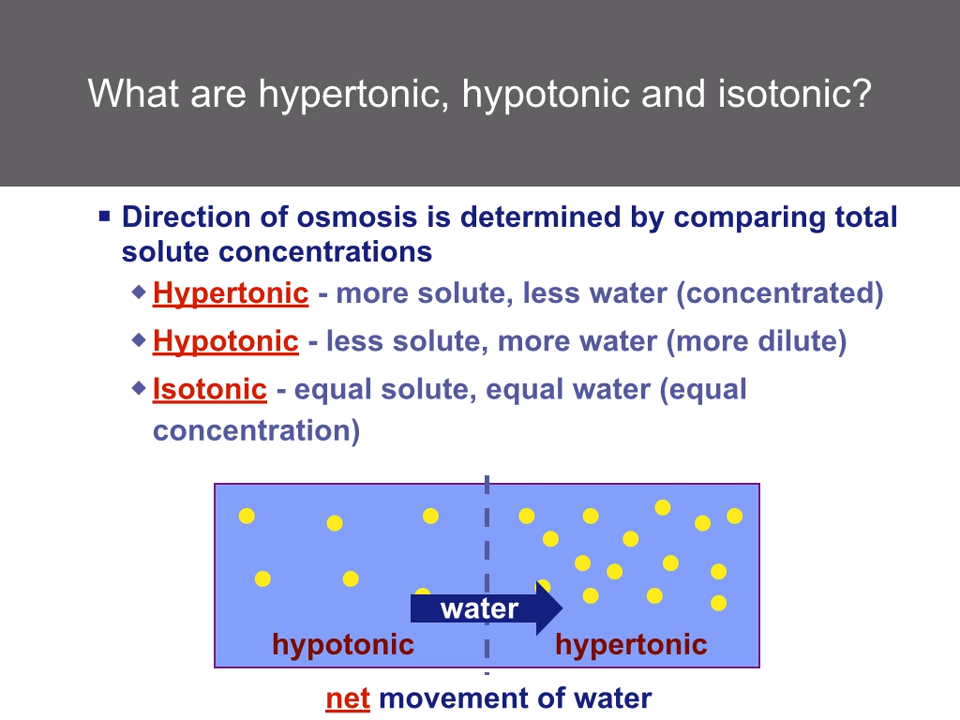 What are hypertonic, hypotonic and isotonic?
Direction of osmosis is determined by comparing total
solute concentrations
Hypertonic - more solute, less water (concentrated)
Hypotonic - less solute, more water (more dilute)
Isotonic - equal solute, equal water (equal
concentration)
water
hypotonic
hypertonic
net movement of water